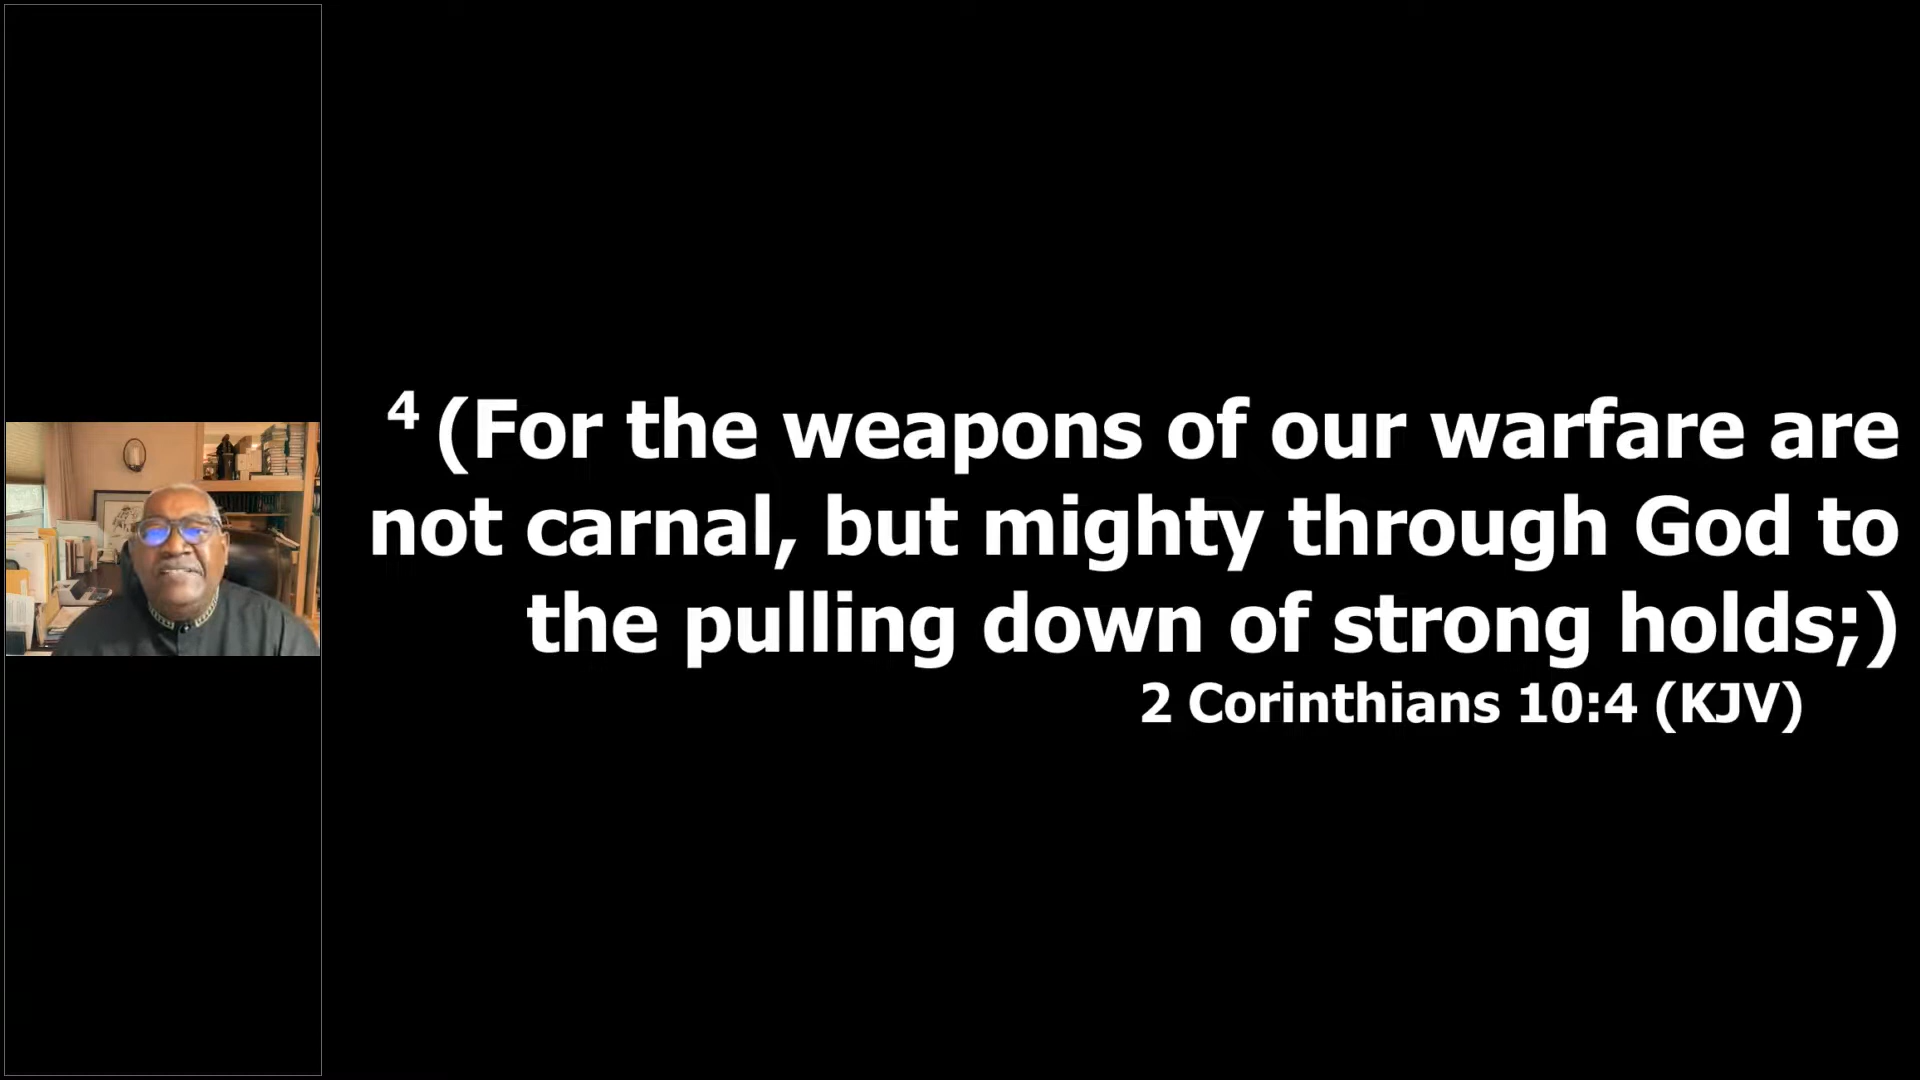 4 (For the weapons of our warfare are
not carnal, but mighty through God to
the pulling down of strong holds;)
2 Corinthians 10:4 (KJV)